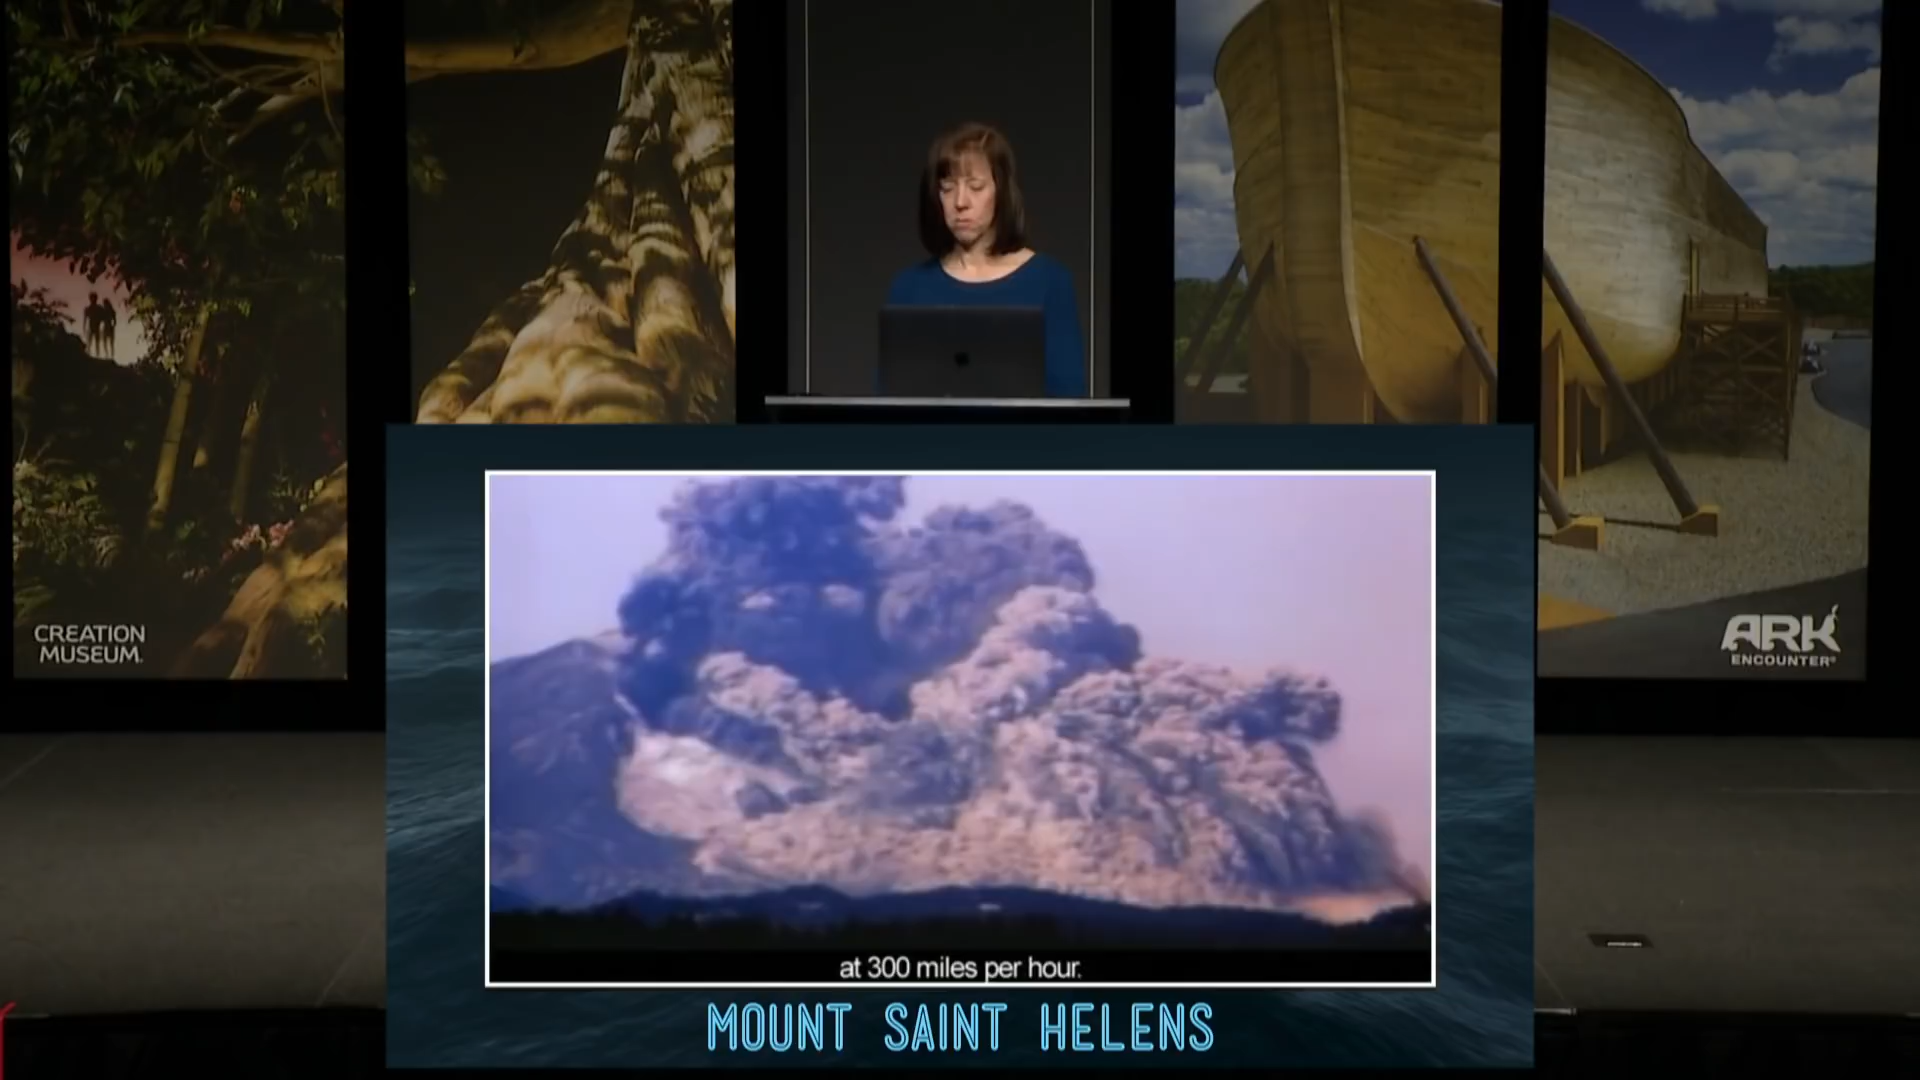 CREATION
MUSEUM.
ARK
ENCOUNTER®
at 300 miles per hour.
MOUNT SAINT HELENS